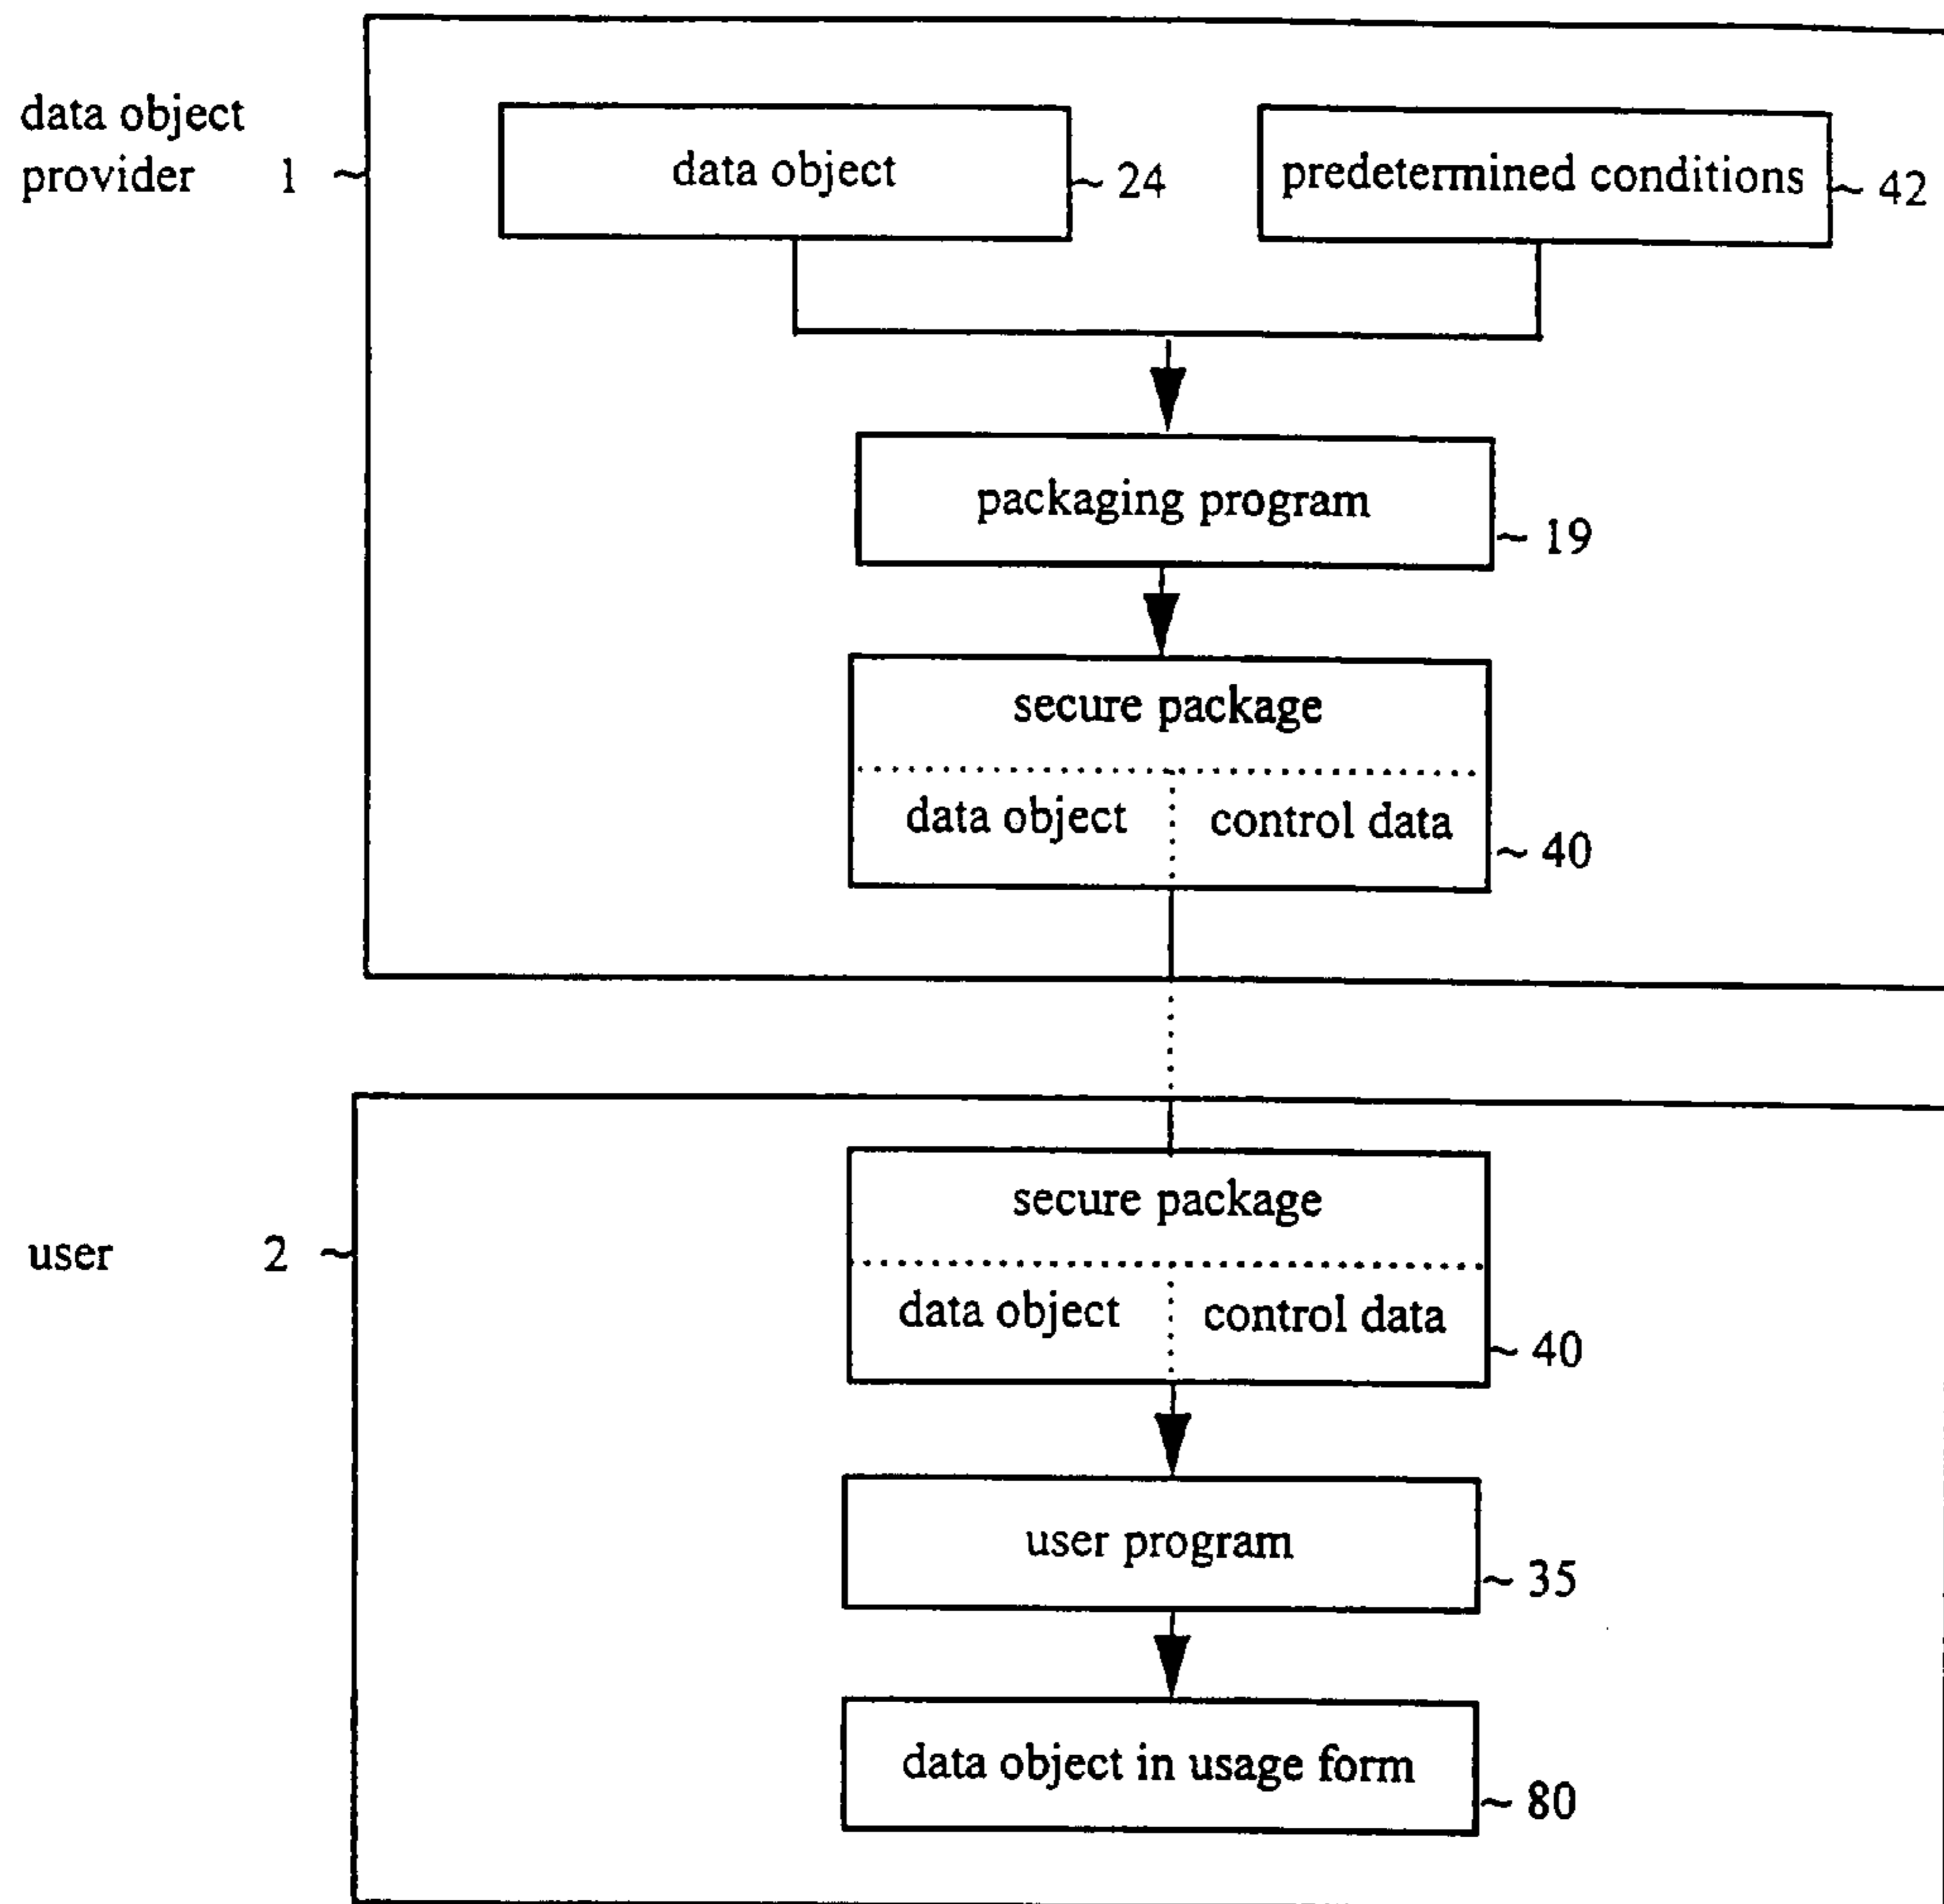 data object
provider 1 ~
data object ~ 24
predetermined conditions ~ 42
packaging program ~ 19
secure package
data object control data ~ 40
user 2 ~
secure package
data object control data ~ 40
user program ~ 35
data object in usage form ~ 80